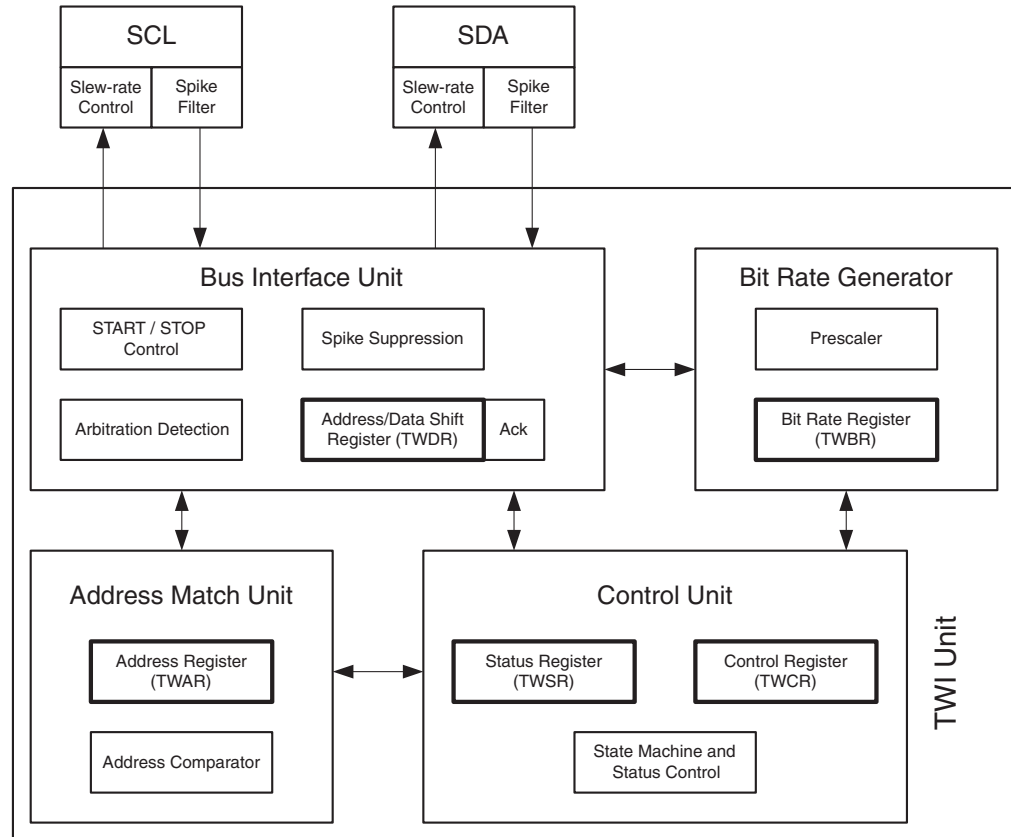 SCL
Slew-rate
Control
Spike
Filter
SDA
Slew-rate
Control
Spike
Filter
Bus Interface Unit
START / STOP
Control
Spike Suppression
Arbitration Detection
Address/Data Shift
Register (TWDR)
Ack
Bit Rate Generator
Prescaler
Bit Rate Register
(TWBR)
Address Match Unit
Address Register
(TWAR)
Address Comparator
Control Unit
Status Register
(TWSR)
Control Register
(TWCR)
State Machine and
Status Control
TWI Unit